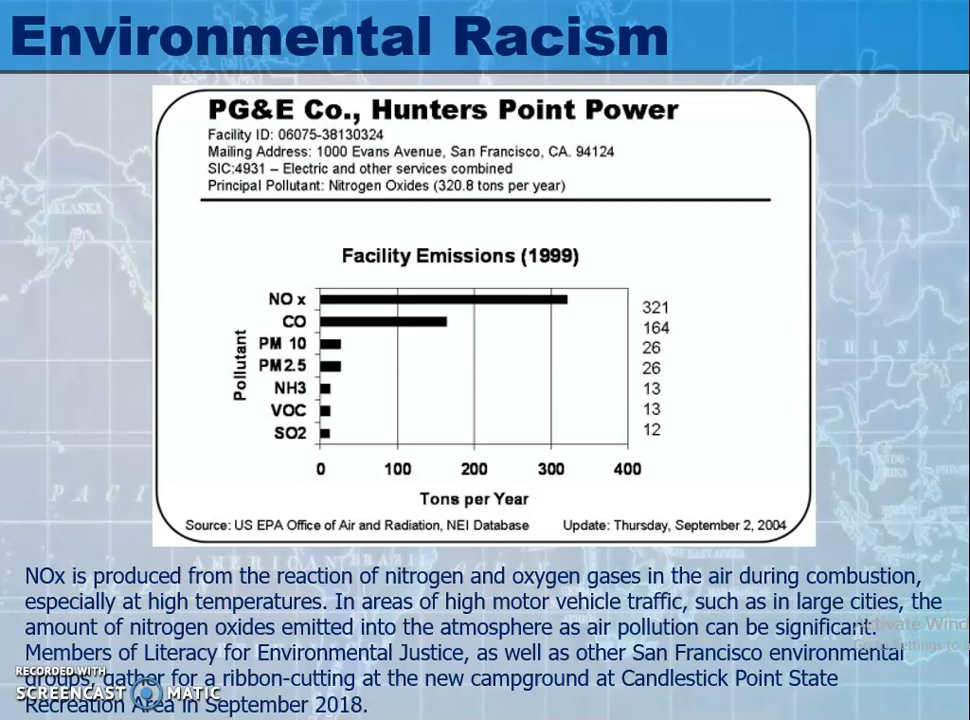 Environmental Racism
PG&E Co., Hunters Point Power
Facility ID: 06075-38130324
Mailing Address: 1000 Evans Avenue, San Francisco, CA. 94124
SIC:4931 – Electric and other services combined
Principal Pollutant: Nitrogen Oxides (320.8 tons per year)
Facility Emissions (1999)
Pollutant
NO x 321
CO 164
PM 10 26
PM2.5 26
NH3 13
VOC 13
SO2 12
0 100 200 300 400
Tons per Year
Source: US EPA Office of Air and Radiation, NEI Database Update: Thursday, September 2, 2004
NOx is produced from the reaction of nitrogen and oxygen gases in the air during combustion,
especially at high temperatures. In areas of high motor vehicle traffic, such as in large cities, the
amount of nitrogen oxides emitted into the atmosphere as air pollution can be significant.
Members of Literacy for Environmental Justice, as well as other San Francisco environmental
groups, gather for a ribbon-cutting at the new campground at Candlestick Point State
Recreation Area in September 2018.
RECORDED WITH
SCREENCAST MATIC
ALASKA
CHINA
PACI